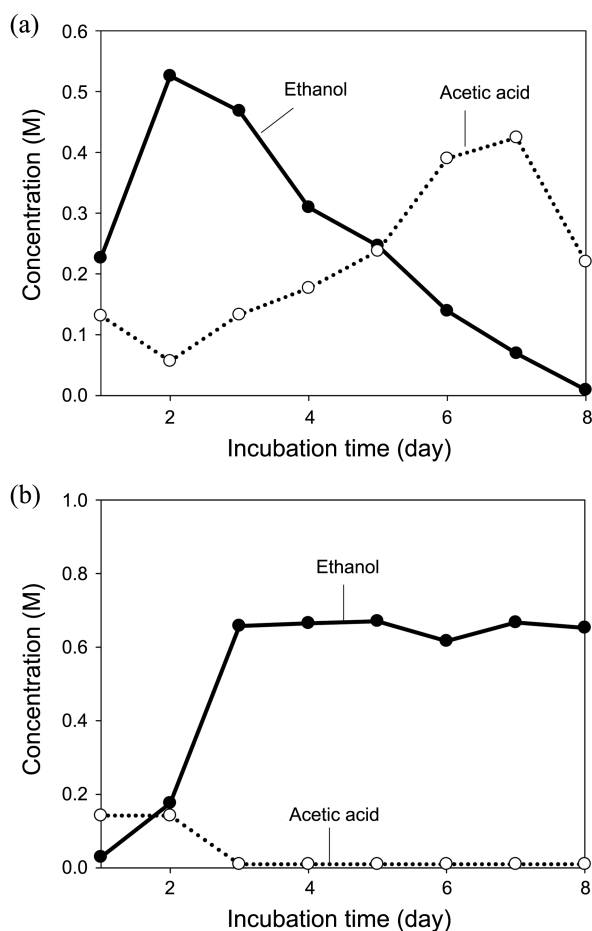 (a)
0.6
0.5
0.4
0.3
0.2
0.1
0.0
Concentration (M)
Ethanol
Acetic acid
2
4
6
8
Incubation time (day)
(b)
1.0
0.8
0.6
0.4
0.2
0.0
Concentration (M)
Ethanol
Acetic acid
2
4
6
8
Incubation time (day)